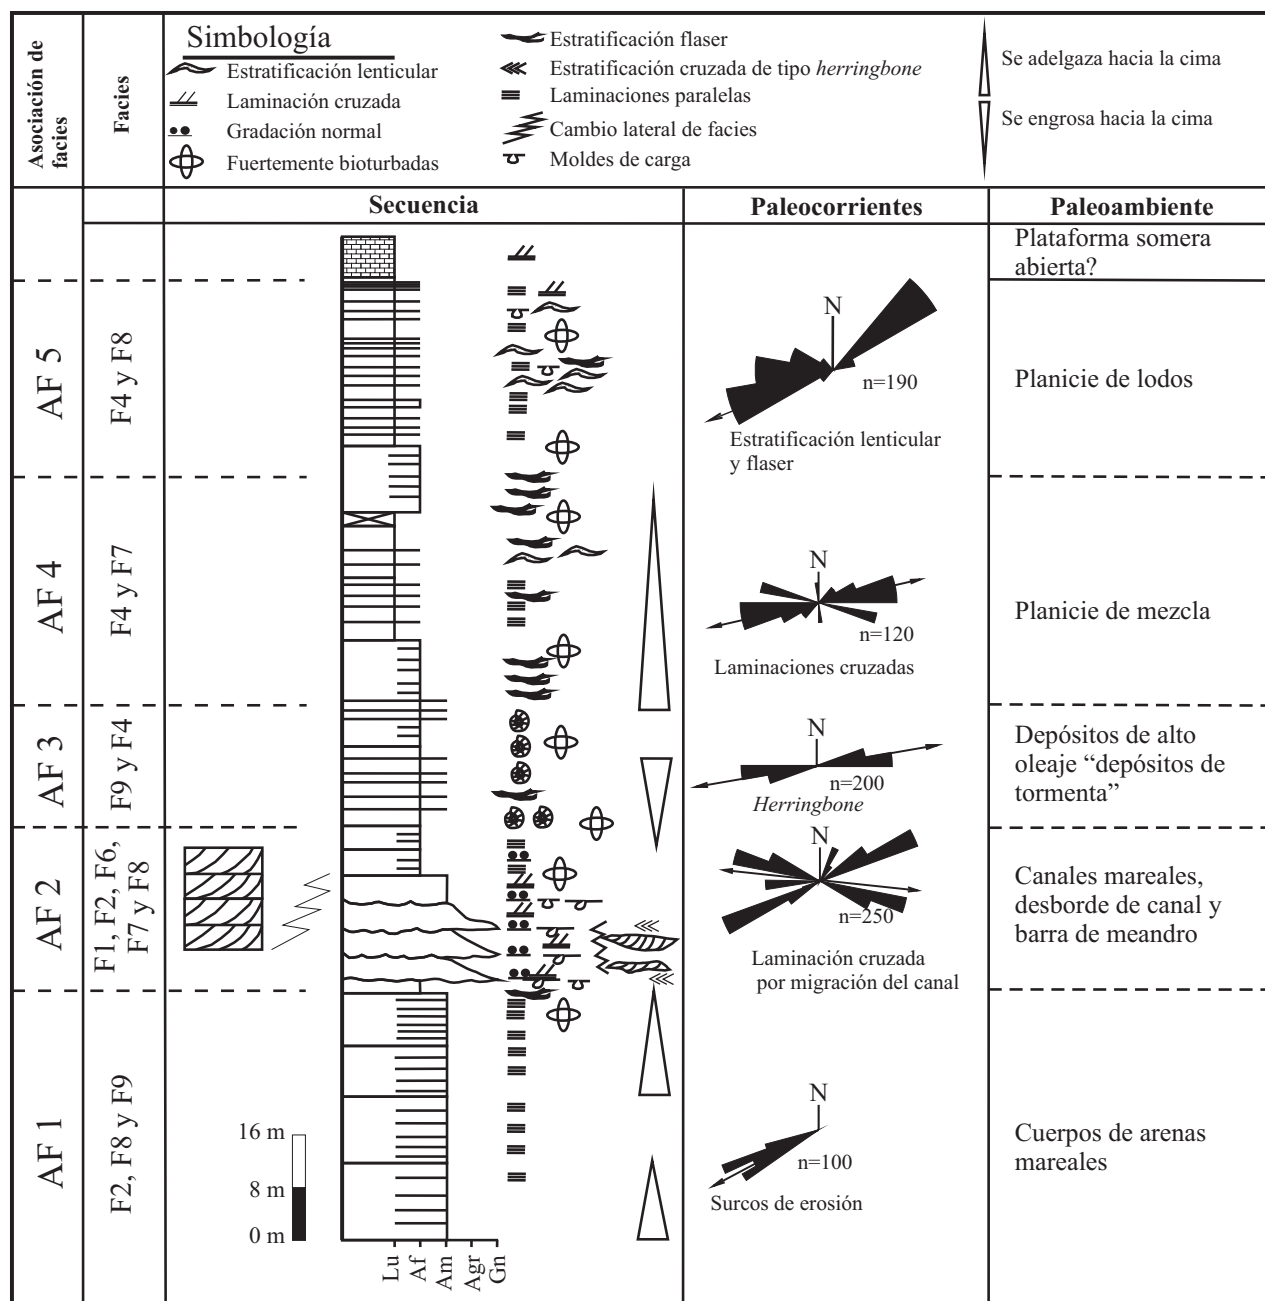 Asociación de
facies
Facies
Simbología
Estratificación lenticular
Laminación cruzada
Gradación normal
Fuertemente bioturbadas
Estratificación flaser
Estratificación cruzada de tipo herringbone
Laminaciones paralelas
Cambio lateral de facies
Moldes de carga
Se adelgaza hacia la cima
Se engrosa hacia la cima
Secuencia
Paleocorrientes
Paleoambiente
Plataforma somera
abierta?
AF 5
F4 y F8
N
n=190
Estratificación lenticular
y flaser
Planicie de lodos
AF 4
F4 y F7
N
n=120
Laminaciones cruzadas
Planicie de mezcla
AF 3
F9 y F4
N
n=200
Herringbone
Depósitos de alto
oleaje “depósitos de
tormenta”
AF 2
F1, F2, F6,
F7 y F8
N
n=250
Laminación cruzada
por migración del canal
Canales mareales,
desborde de canal y
barra de meandro
AF 1
F2, F8 y F9
16 m
8 m
0 m
N
n=100
Surcos de erosión
Cuerpos de arenas
mareales
Lu
Af
Am
Agr
Gn